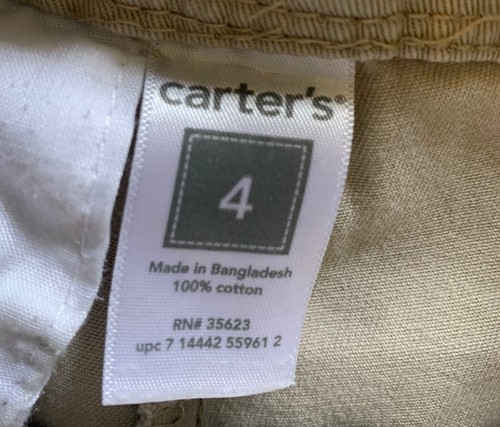 carter's®
4
Made in Bangladesh
100% cotton
RN# 35623
upc 7 14442 55961 2